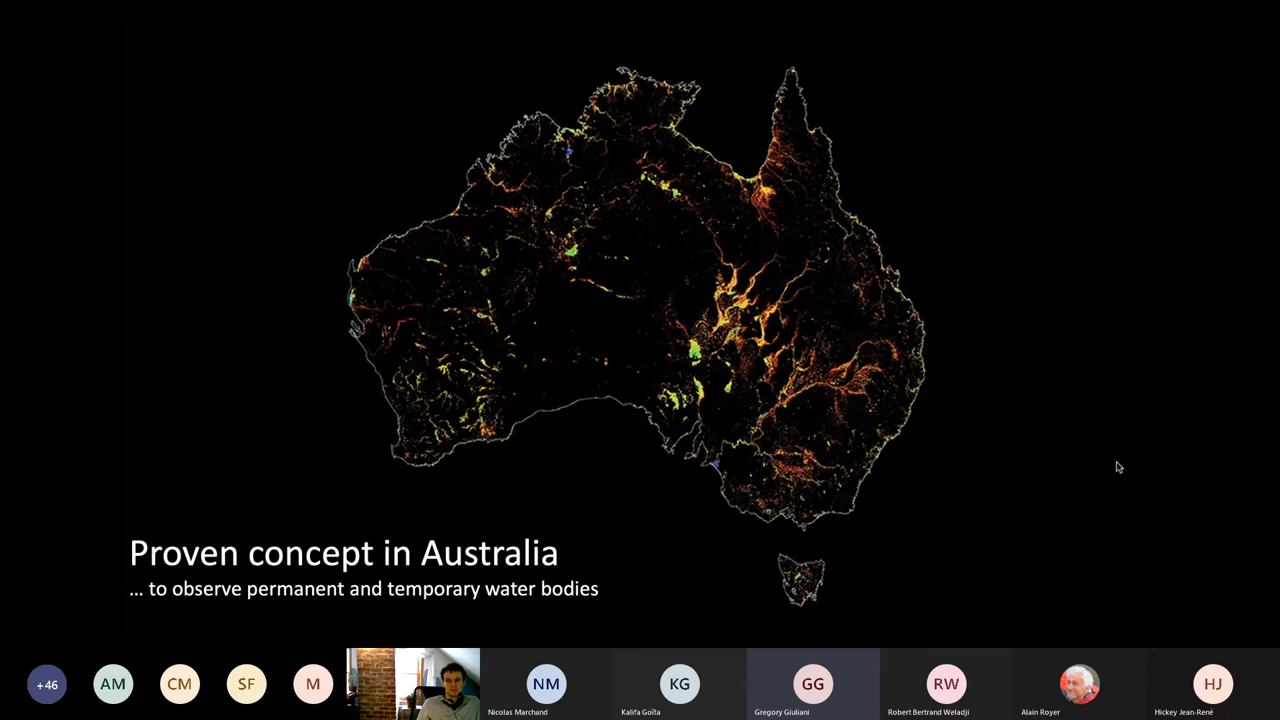 Proven concept in Australia
... to observe permanent and temporary water bodies
+46
AM
CM
SF
M
NM
Nicolas Marchand
KG
Kalifa Goïta
GG
Gregory Giuliani
RW
Robert Bertrand Weladji
Alain Royer
HJ
Hickey Jean-René